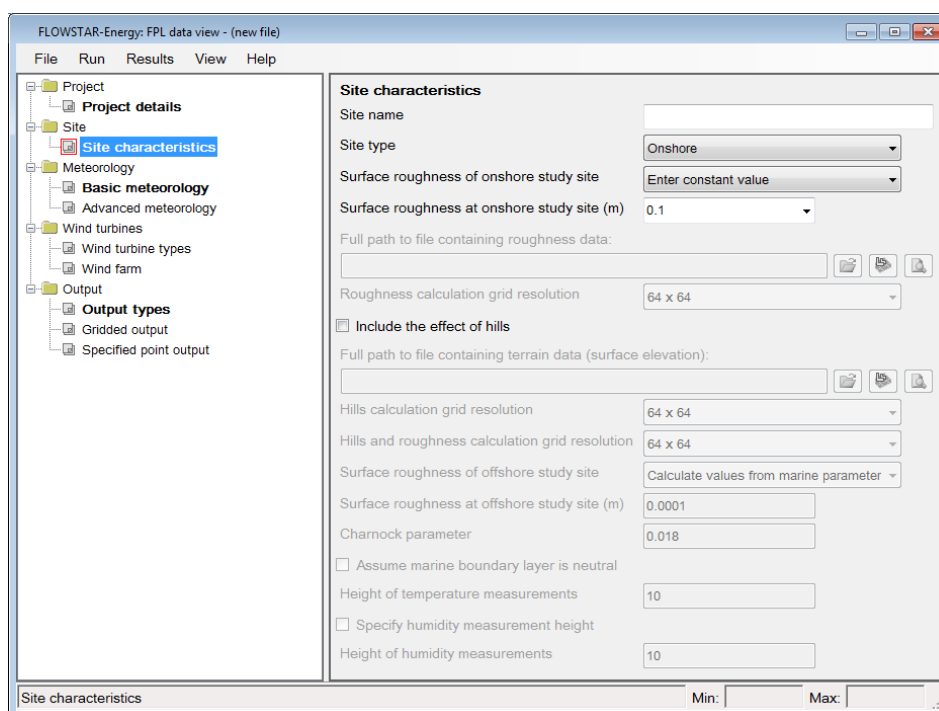 FLOWSTAR-Energy: FPL data view - (new file)
File Run Results View Help
Project
Project details
Site
Site characteristics
Meteorology
Basic meteorology
Advanced meteorology
Wind turbines
Wind turbine types
Wind farm
Output
Output types
Gridded output
Specified point output
Site characteristics
Site name
Site type Onshore
Surface roughness of onshore study site Enter constant value
Surface roughness at onshore study site (m) 0.1
Full path to file containing roughness data:
Roughness calculation grid resolution 64 x 64
Include the effect of hills
Full path to file containing terrain data (surface elevation):
Hills calculation grid resolution 64 x 64
Hills and roughness calculation grid resolution 64 x 64
Surface roughness of offshore study site Calculate values from marine parameter
Surface roughness at offshore study site (m) 0.0001
Charnock parameter 0.018
Assume marine boundary layer is neutral
Height of temperature measurements 10
Specify humidity measurement height
Height of humidity measurements 10
Site characteristics Min: Max: